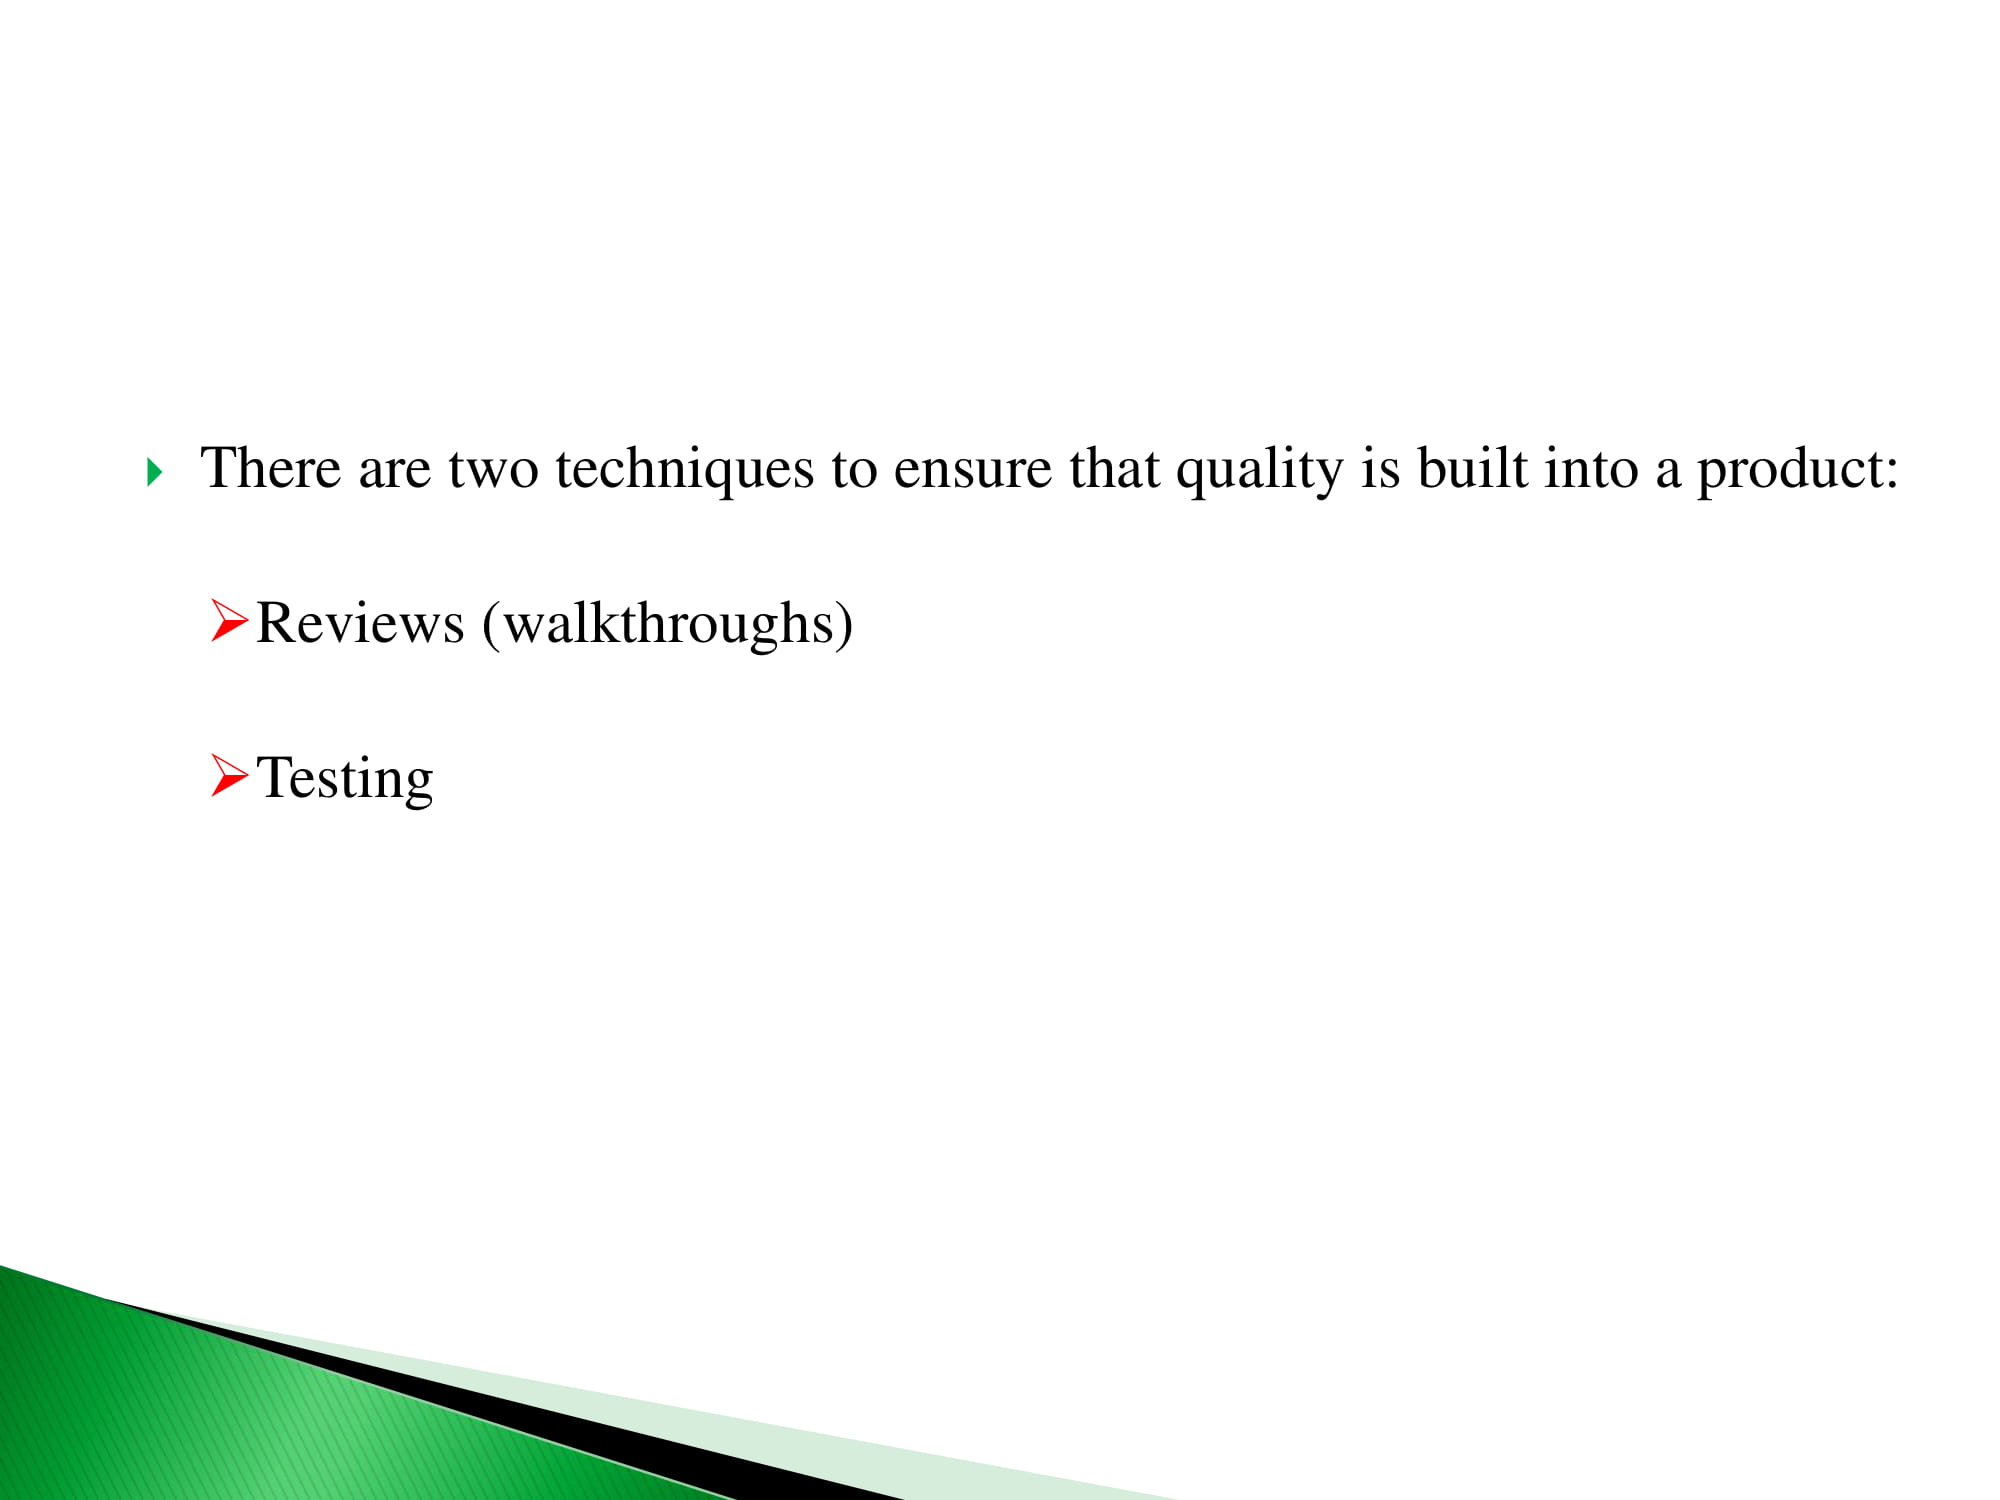 There are two techniques to ensure that quality is built into a product:
Reviews (walkthroughs)
Testing